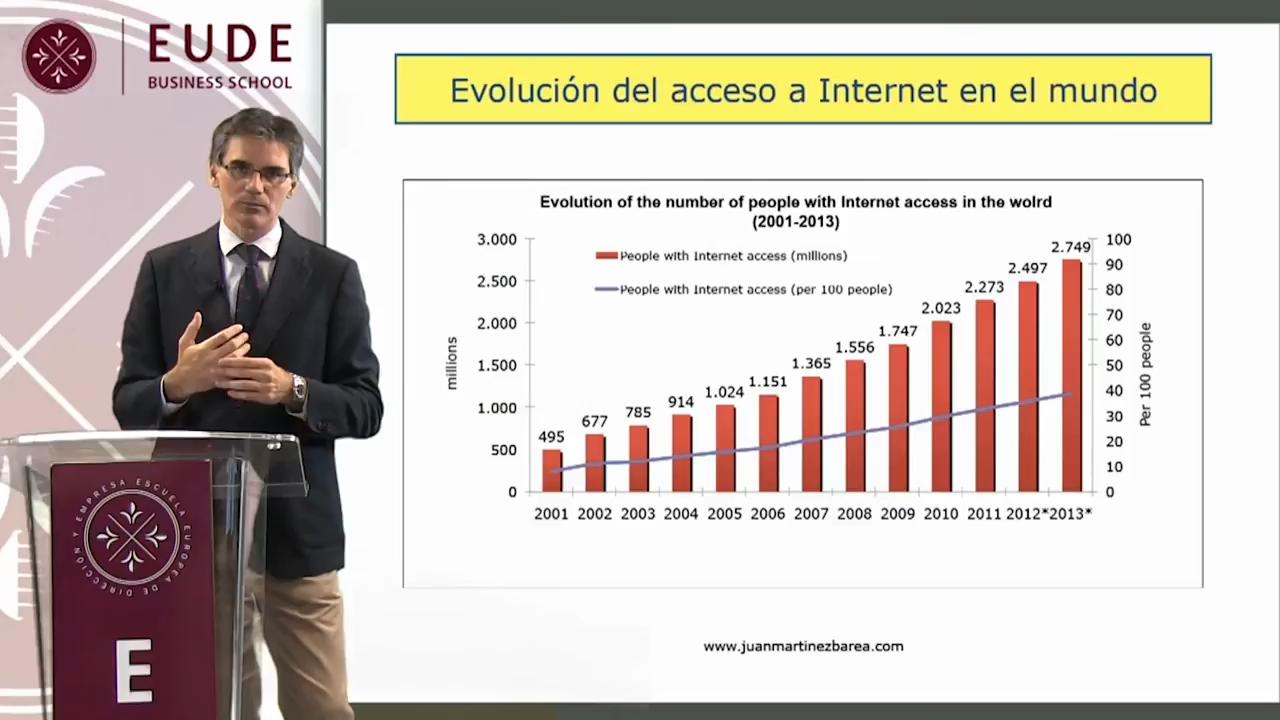 EUDE
BUSINESS SCHOOL
Evolución del acceso a Internet en el mundo
Evolution of the number of people with Internet access in the wolrd
(2001-2013)
People with Internet access (millions)
People with Internet access (per 100 people)
millions
3.000
2.500
2.000
1.500
1.000
500
0
495
677
785
914
1.024
1.151
1.365
1.556
1.747
2.023
2.273
2.497
2.749
100
90
80
70
60
50
40
30
20
10
0
Per 100 people
2001 2002 2003 2004 2005 2006 2007 2008 2009 2010 2011 2012* 2013*
www.juanmartinezbarea.com
ESCUELA EUROPEA DE DIRECCIÓN Y EMPRESA
E